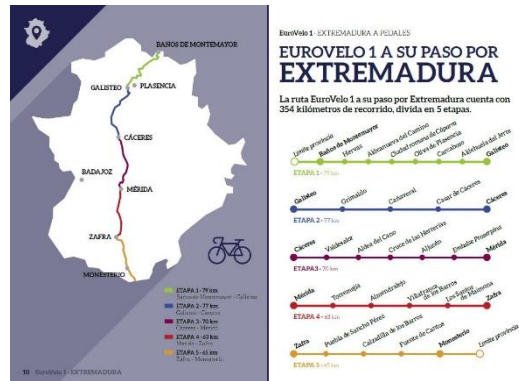 BAÑOS DE MONTEMAYOR
GALISTEO
PLASENCIA
CÁCERES
BADAJOZ
MÉRIDA
ZAFRA
MONESTERIO
ETAPA 1 - 79 km
Baños de Montemayor - Galisteo
ETAPA 2 - 77 km
Galisteo - Cáceres
ETAPA 3 - 70 km
Cáceres - Mérida
ETAPA 4 - 63 km
Mérida - Zafra
ETAPA 5 - 65 km
Zafra - Monesterio
10 EuroVelo 1 - EXTREMADURA
EuroVelo 1 - EXTREMADURA A PEDALES
EUROVELO 1 A SU PASO POR
EXTREMADURA
La ruta EuroVelo 1 a su paso por Extremadura cuenta con
354 kilómetros de recorrido, divida en 5 etapas.
Límite provincia
Baños de Montemayor
Hervás
Aldeanueva del Camino
Ciudad romana de Cáparra
Oliva de Plasencia
Carcaboso
Aldehuela del Jerte
Galisteo
ETAPA 1 - 79 km
Galisteo
Grimaldo
Cañaveral
Casar de Cáceres
Cáceres
ETAPA 2 - 77 km
Cáceres
Valdesalor
Aldea del Cano
Cruce de las Herrerías
Aljucén
Embalse Proserpina
Mérida
ETAPA3 - 70 km
Mérida
Torremejía
Almendralejo
Villafranca
de los Barros
Los Santos
de Maimona
Zafra
ETAPA 4 - 63 km
Zafra
Puebla de Sancho Pérez
Calzadilla de los Barros
Fuente de Cantos
Monesterio
Límite provincia
ETAPA 5 - 65 km